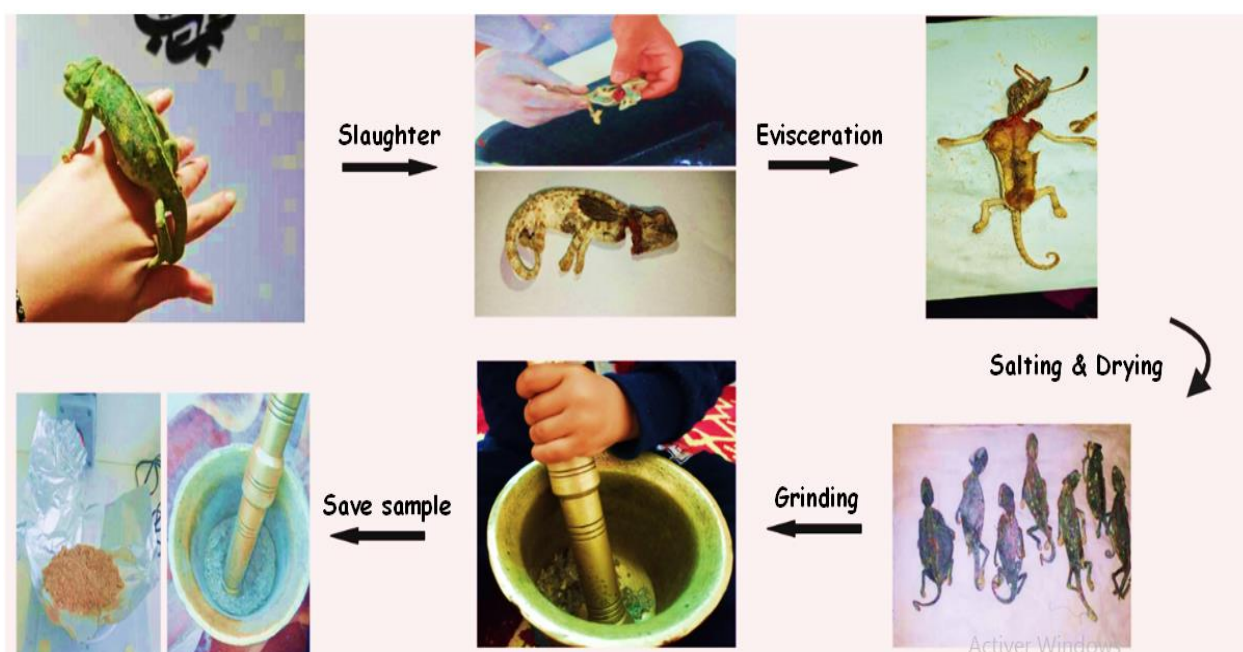 Slaughter
Evisceration
Salting & Drying
Grinding
Save sample
Activer Windows